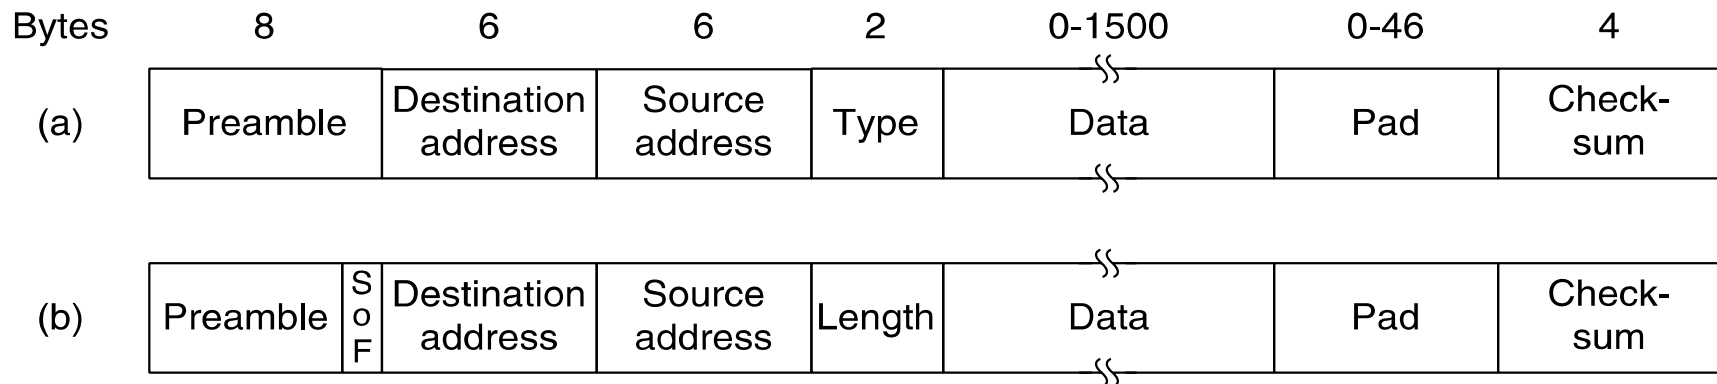 Bytes 8 6 6 2 0-1500 0-46 4
(a) Preamble Destination address Source address Type Data Pad Check-sum
(b) Preamble SoF Destination address Source address Length Data Pad Check-sum